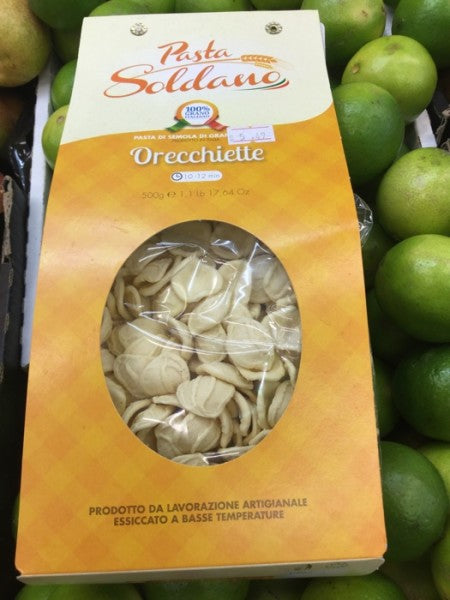 Pasta
Soldano
100%
GRANO
ITALIANO
PASTA DI SEMOLA DI GRA
Orecchiette
10-12 min
500g e 1.1 lb 17.64 Oz
PRODOTTO DA LAVORAZIONE ARTIGIANALE
ESSICCATO A BASSE TEMPERATURE